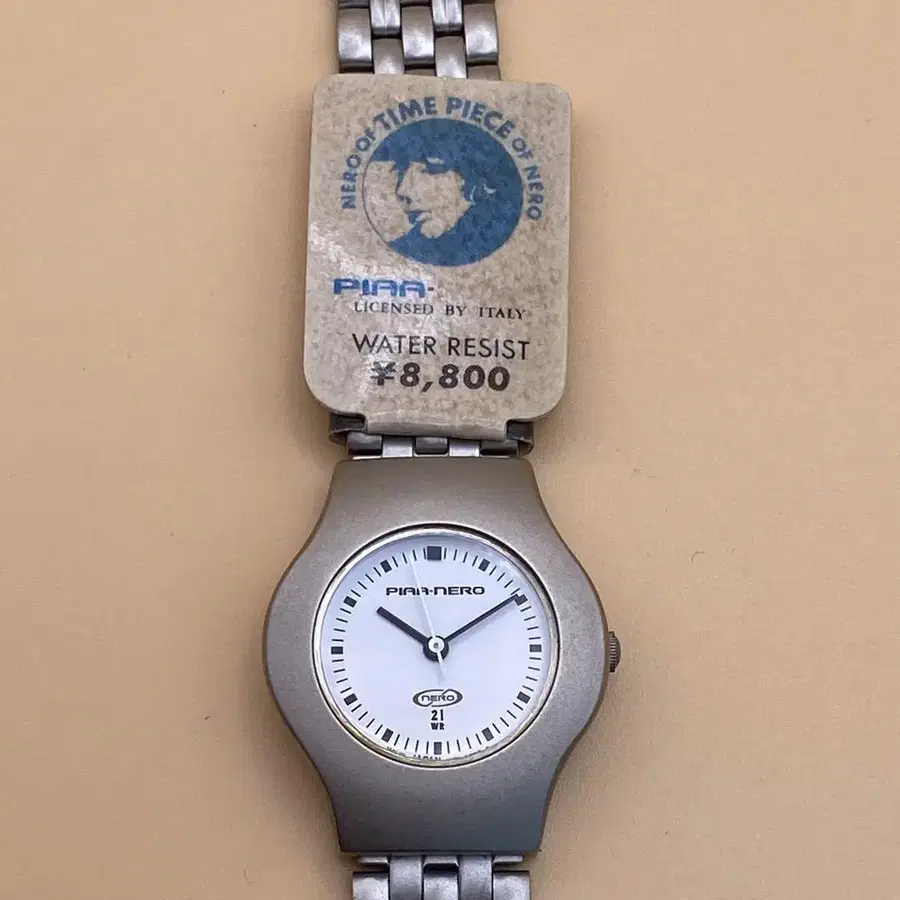 NERO OF TIME PIECE OF NERO
PIAA·
LICENSED BY ITALY
WATER RESIST
¥8,800
PIAA·NERO
NERO
21
WR
JAPAN